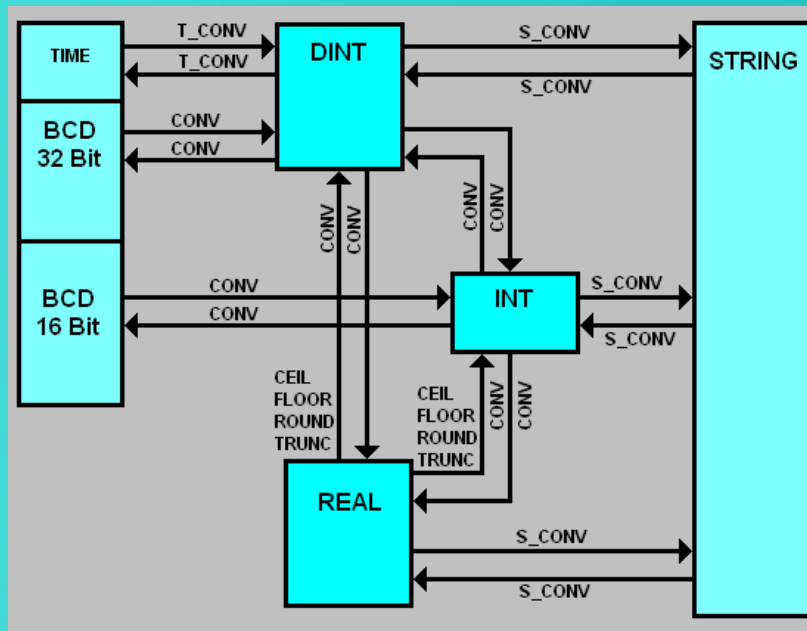 TIME
T_CONV
T_CONV
DINT
S_CONV
S_CONV
STRING
BCD
32 Bit
CONV
CONV
CONV
CONV
CONV
CONV
BCD
16 Bit
CONV
CONV
INT
S_CONV
S_CONV
CEIL
FLOOR
ROUND
TRUNC
CEIL
FLOOR
ROUND
TRUNC
CONV
CONV
REAL
S_CONV
S_CONV